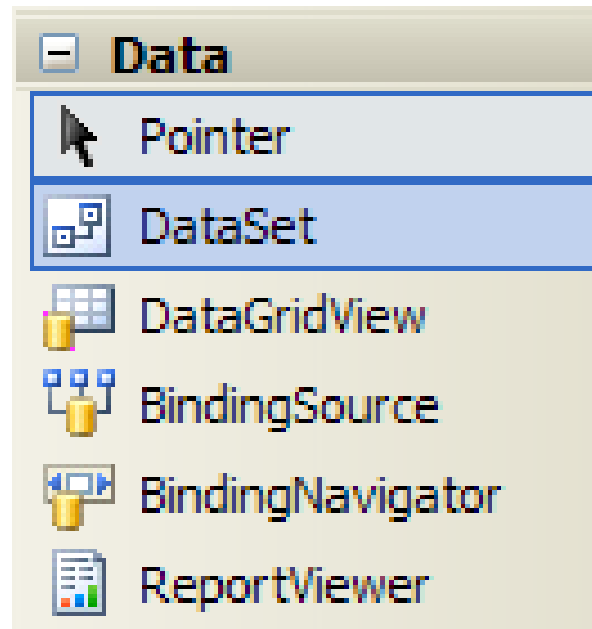 Data
Pointer
DataSet
DataGridView
BindingSource
BindingNavigator
ReportViewer